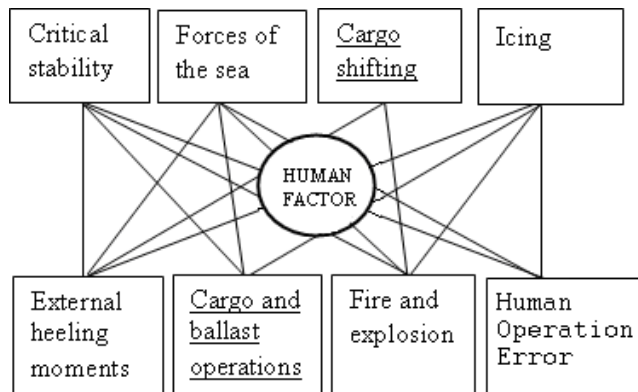 Critical
stability
Forces of
the sea
Cargo
shifting
Icing
HUMAN
FACTOR
External
heeling
moments
Cargo and
ballast
operations
Fire and
explosion
Human
Operation
Error